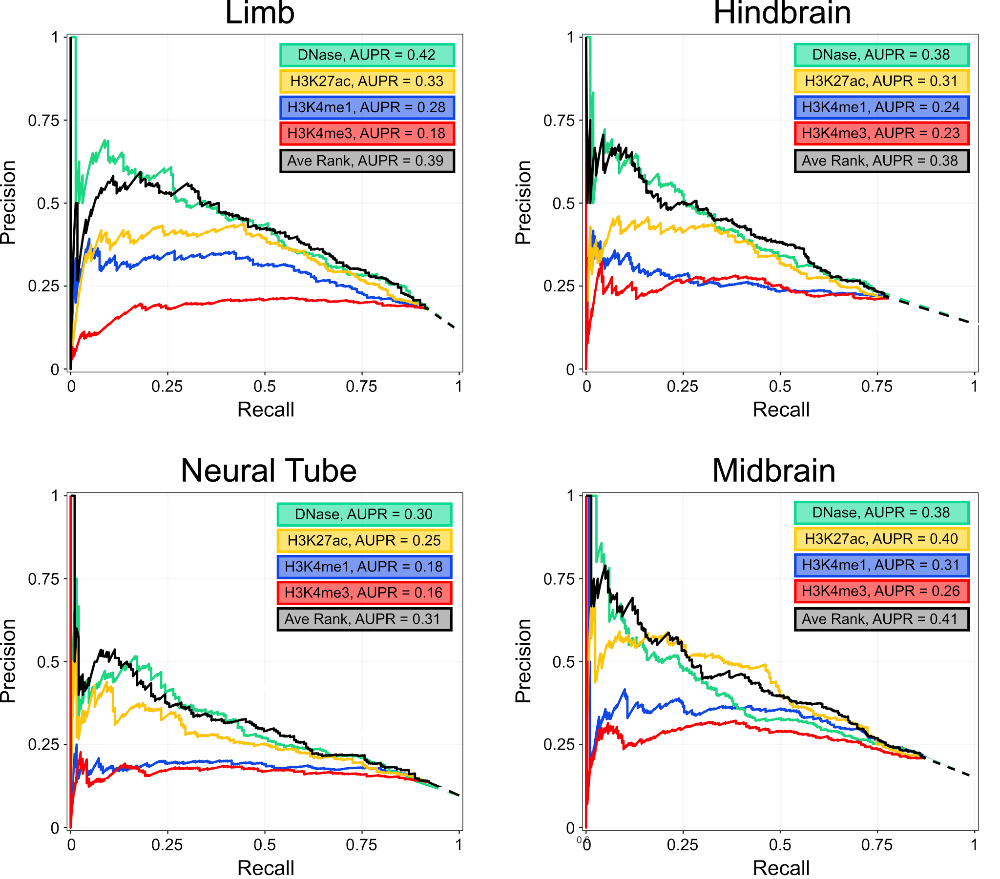 Limb
1
0.75
0.5
0.25
0
Precision
DNase, AUPR = 0.42
H3K27ac, AUPR = 0.33
H3K4me1, AUPR = 0.28
H3K4me3, AUPR = 0.18
Ave Rank, AUPR = 0.39
0 0.25 0.5 0.75 1
Recall
Hindbrain
1
0.75
0.5
0.25
0
Precision
DNase, AUPR = 0.38
H3K27ac, AUPR = 0.31
H3K4me1, AUPR = 0.24
H3K4me3, AUPR = 0.23
Ave Rank, AUPR = 0.38
0 0.25 0.5 0.75 1
Recall
Neural Tube
1
0.75
0.5
0.25
0
Precision
DNase, AUPR = 0.30
H3K27ac, AUPR = 0.25
H3K4me1, AUPR = 0.18
H3K4me3, AUPR = 0.16
Ave Rank, AUPR = 0.31
0 0.25 0.5 0.75 1
Recall
Midbrain
1
0.75
0.5
0.25
0
Precision
DNase, AUPR = 0.38
H3K27ac, AUPR = 0.40
H3K4me1, AUPR = 0.31
H3K4me3, AUPR = 0.26
Ave Rank, AUPR = 0.41
0 0.25 0.5 0.75 1
Recall